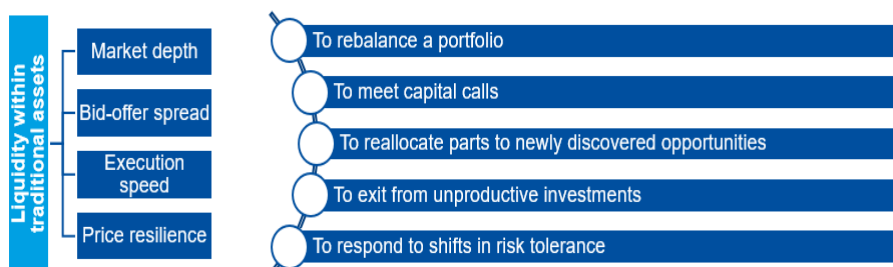 Liquidity within
traditional assets
Market depth
Bid-offer spread
Execution
speed
Price resilience
To rebalance a portfolio
To meet capital calls
To reallocate parts to newly discovered opportunities
To exit from unproductive investments
To respond to shifts in risk tolerance